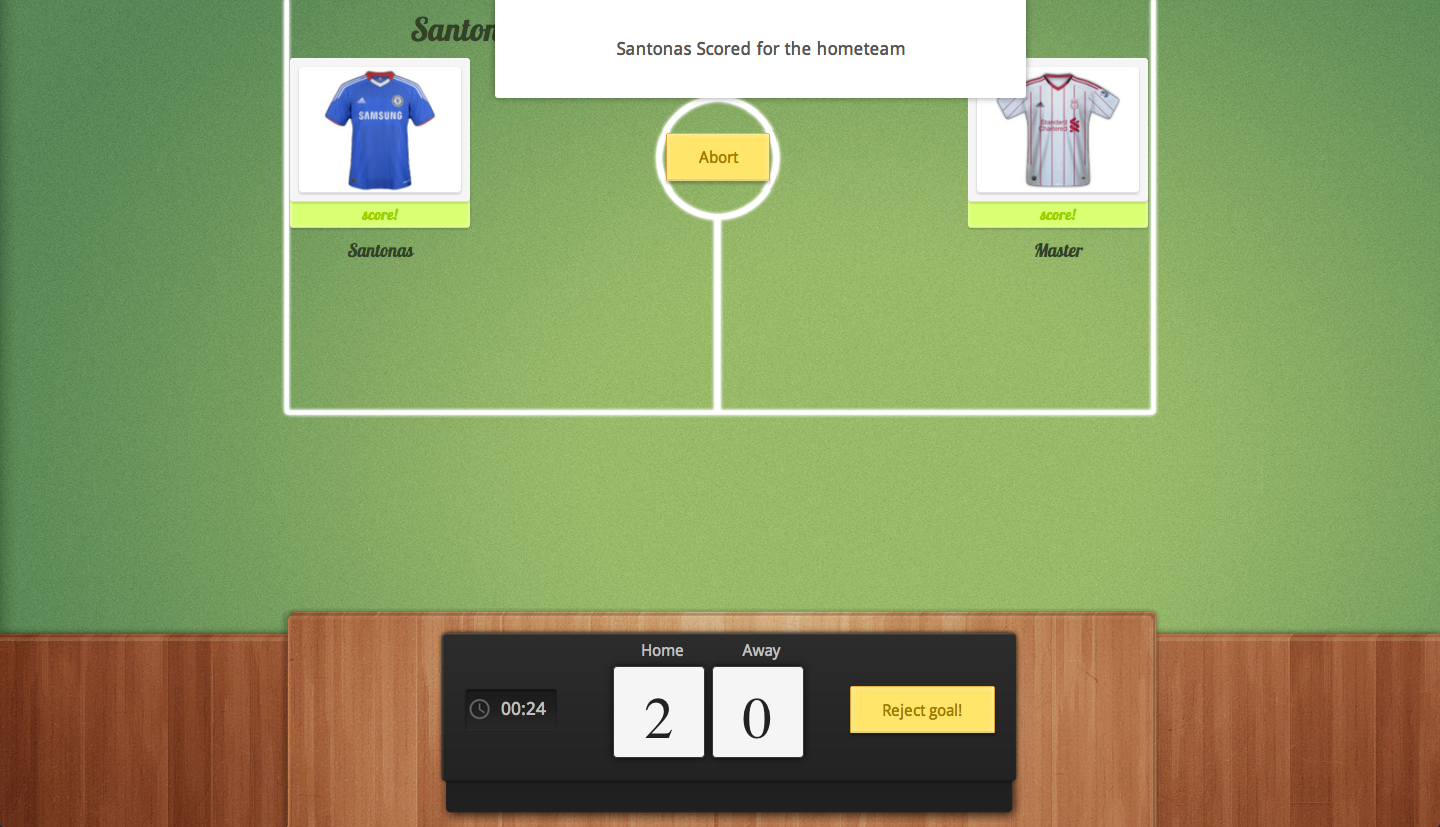 Santon
Santonas Scored for the hometeam
SAMSUNG
Standard
Chartered
Abort
score!
score!
Santonas
Master
Home
Away
00:24
2
0
Reject goal!